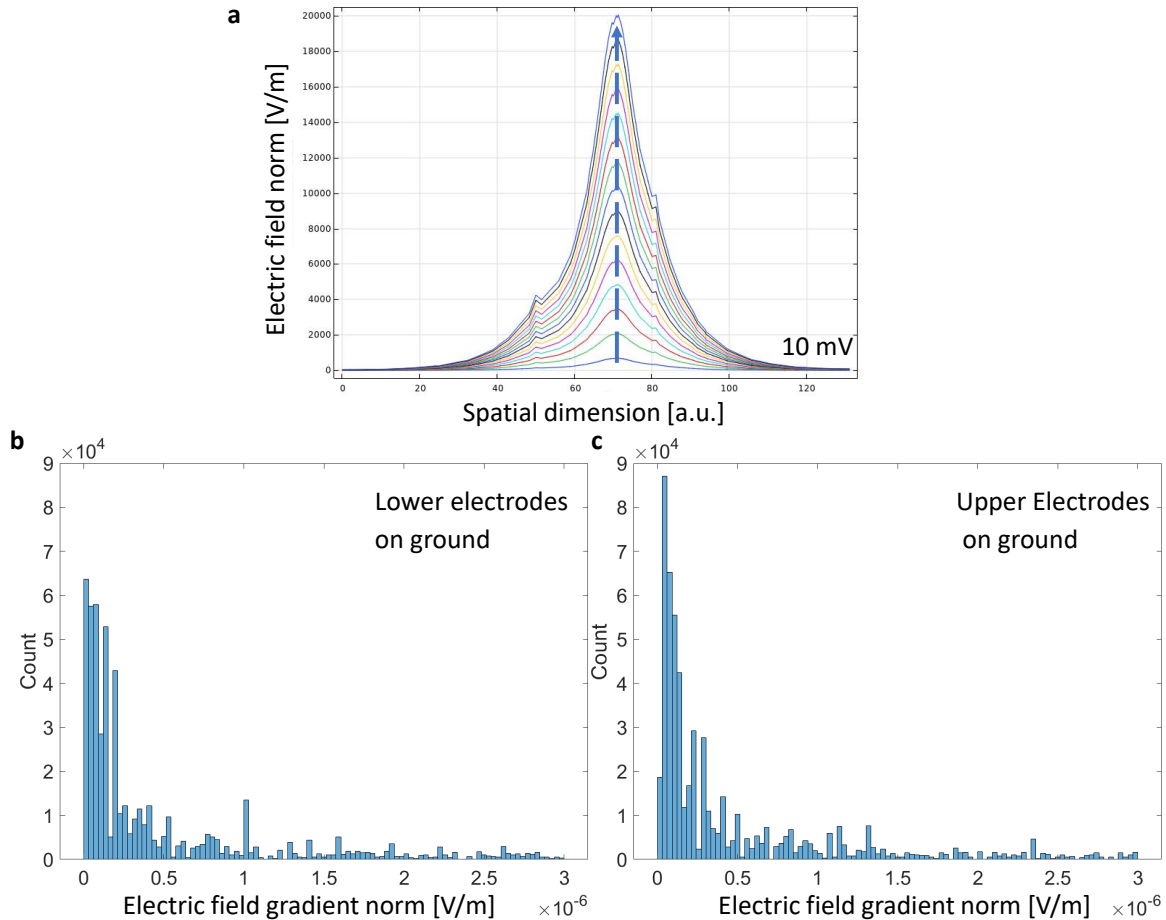 a
Electric field norm [V/m]
20000
18000
16000
14000
12000
10000
8000
6000
4000
2000
0
10 mV
0 20 40 60 80 100 120
Spatial dimension [a.u.]
b
×10⁴
Count
9
8
7
6
5
4
3
2
1
0
Lower electrodes
on ground
0 0.5 1 1.5 2 2.5 3
Electric field gradient norm [V/m]
×10⁻⁶
c
×10⁴
Count
9
8
7
6
5
4
3
2
1
0
Upper Electrodes
on ground
0 0.5 1 1.5 2 2.5 3
Electric field gradient norm [V/m]
×10⁻⁶